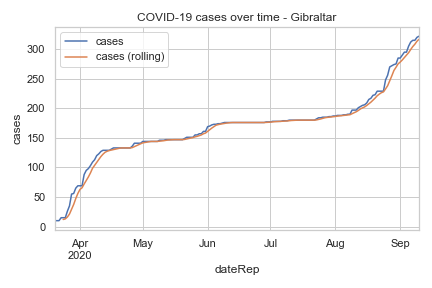 COVID-19 cases over time - Gibraltar
cases
cases (rolling)
cases
300
250
200
150
100
50
0
Apr
2020
May
Jun
Jul
Aug
Sep
dateRep